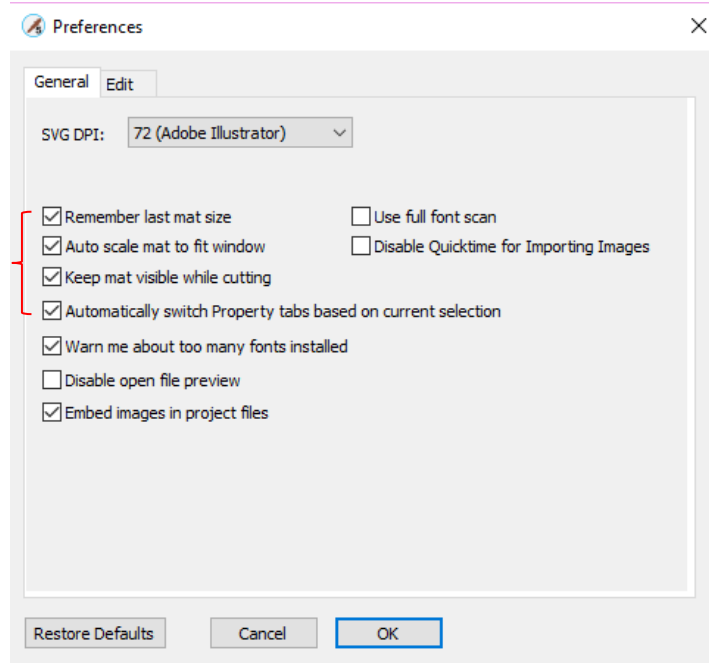 Preferences
General Edit
SVG DPI: 72 (Adobe Illustrator)
Remember last mat size Use full font scan
Auto scale mat to fit window Disable Quicktime for Importing Images
Keep mat visible while cutting
Automatically switch Property tabs based on current selection
Warn me about too many fonts installed
Disable open file preview
Embed images in project files
Restore Defaults Cancel OK